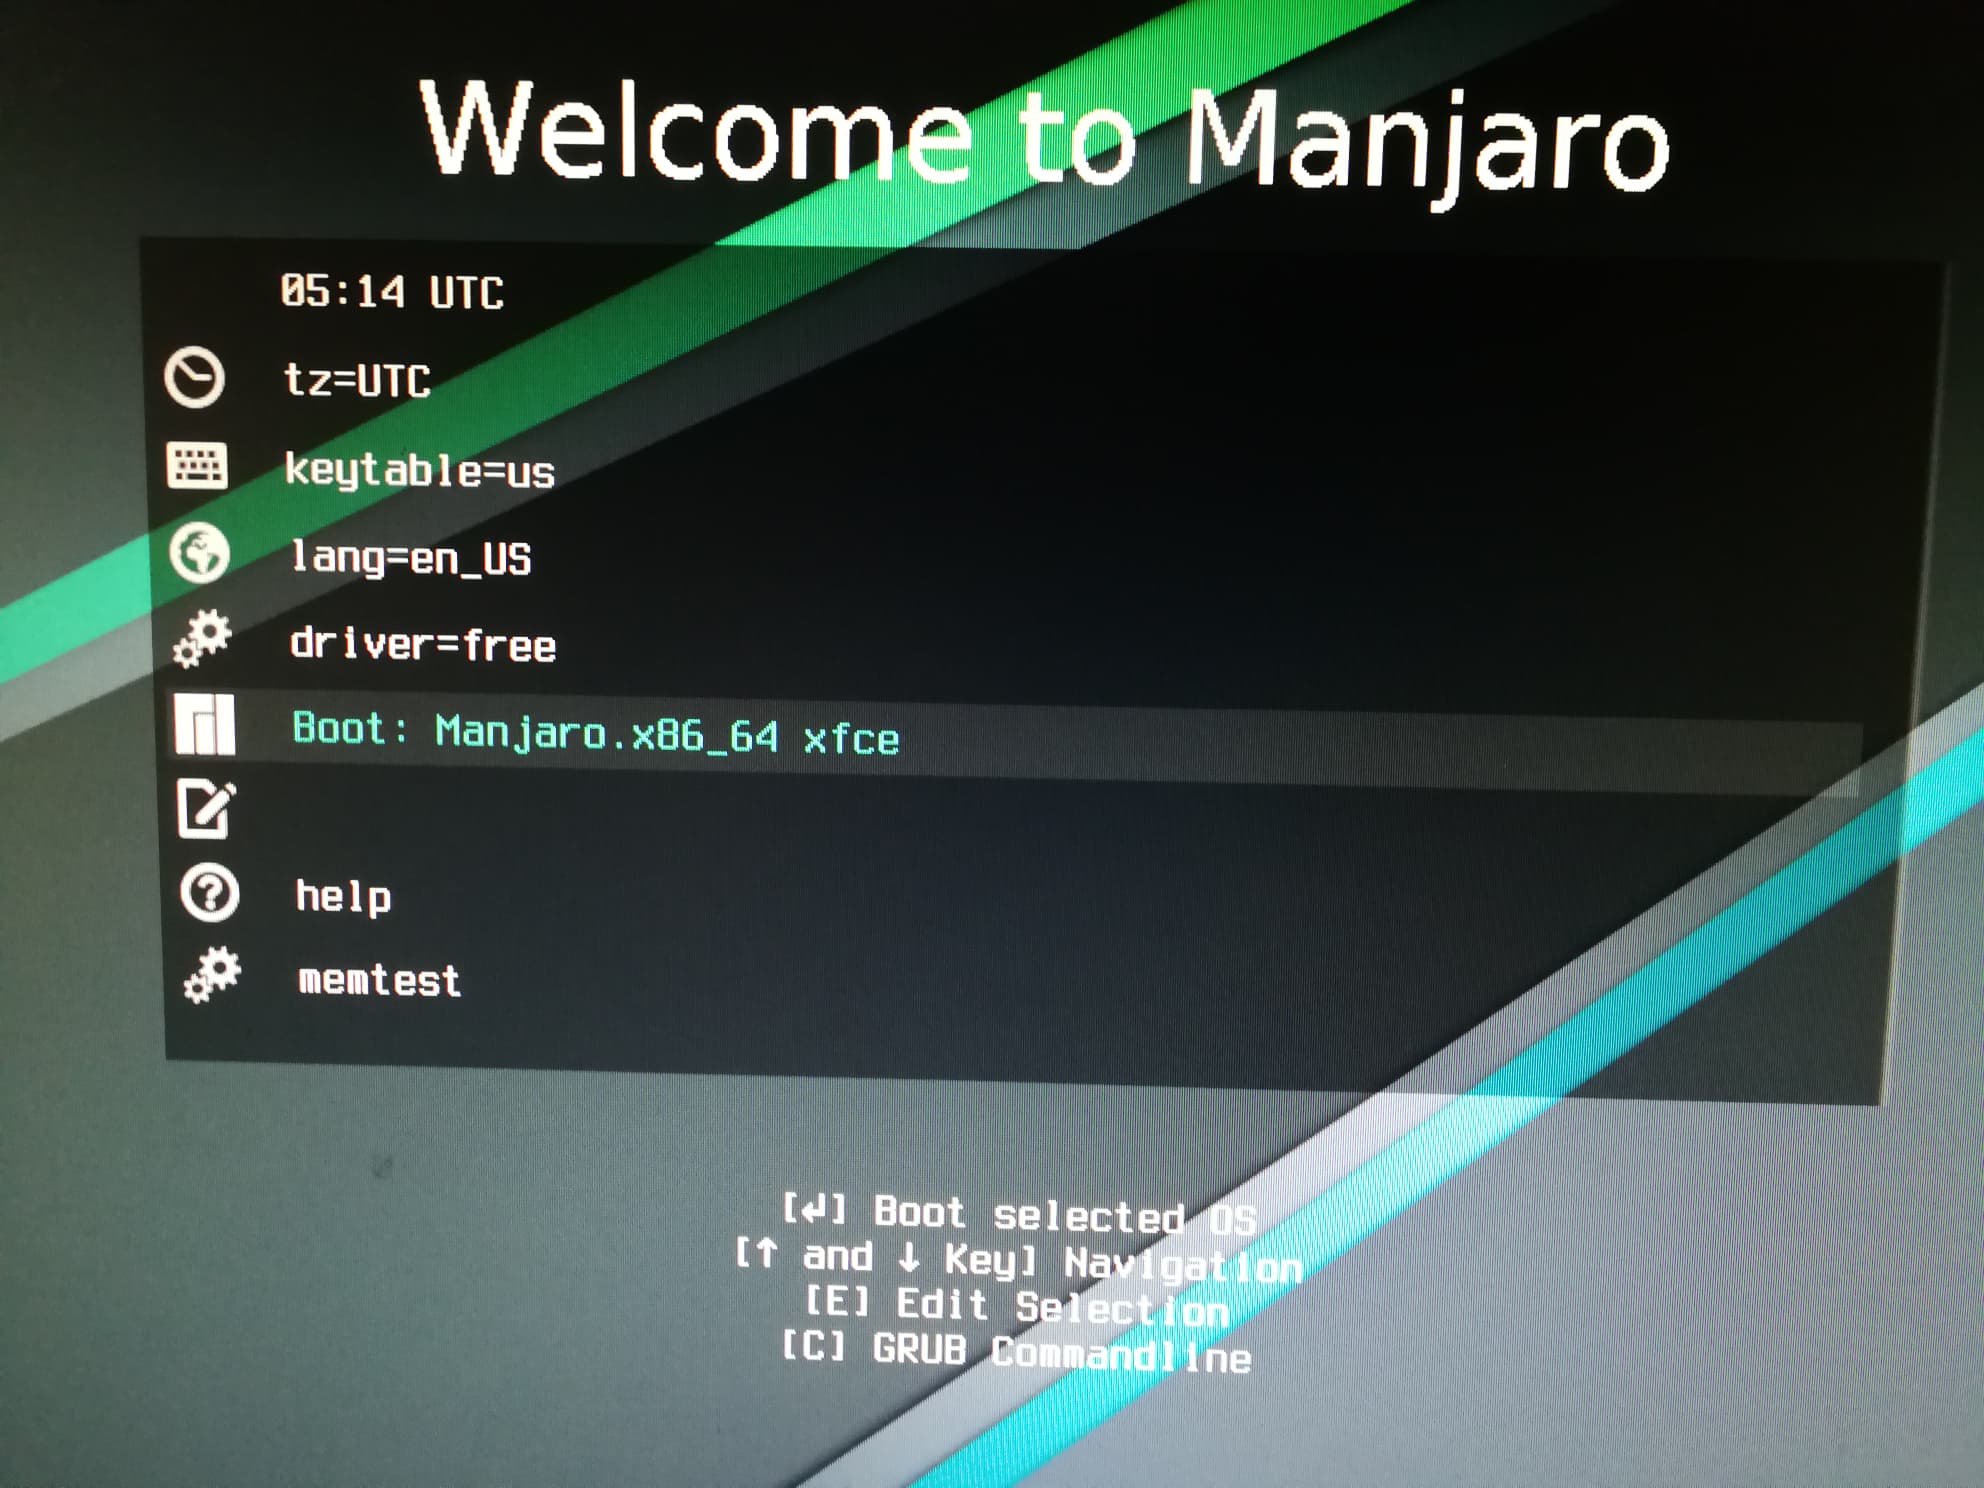 Welcome to Manjaro
05:14 UTC
tz=UTC
keytable=us
lang=en_US
driver=free
Boot: Manjaro.x86_64 xfce
help
memtest
[↲] Boot selected OS
[↑ and ↓ Key] Navigation
[E] Edit Selection
[C] GRUB Commandline